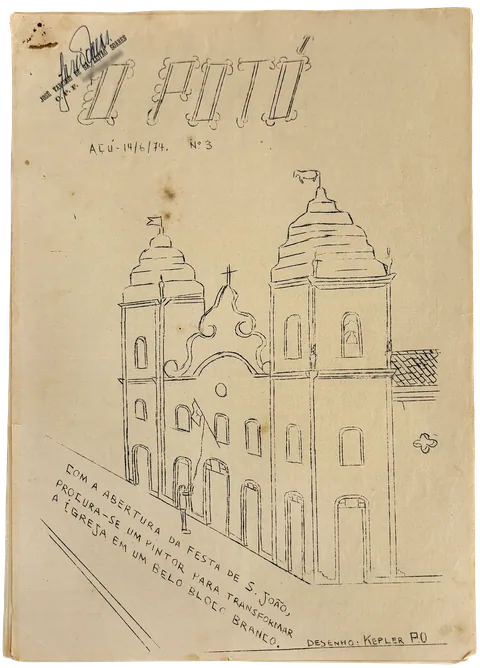 O POTÓ
AÇÚ-14/6/74. Nº 3
COM A ABERTURA DA FESTA DE S. JOÃO,
PROCURA-SE UM PINTOR PARA TRANSFORMAR
A IGREJA EM UM BELO BLOCO BRANCO.
DESENHO: KEPLER PO